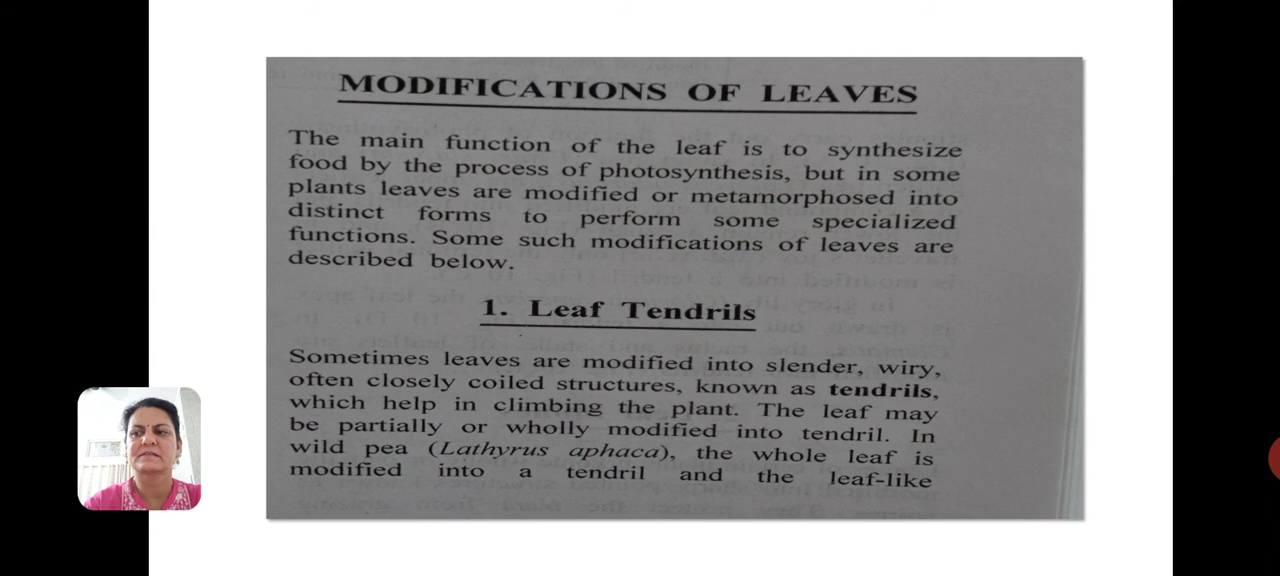 MODIFICATIONS OF LEAVES
The main function of the leaf is to synthesize
food by the process of photosynthesis, but in some
plants leaves are modified or metamorphosed into
distinct forms to perform some specialized
functions. Some such modifications of leaves are
described below.
1. Leaf Tendrils
Sometimes leaves are modified into slender, wiry,
often closely coiled structures, known as tendrils,
which help in climbing the plant. The leaf may
be partially or wholly modified into tendril. In
wild pea (Lathyrus aphaca), the whole leaf is
modified into a tendril and the leaf-like